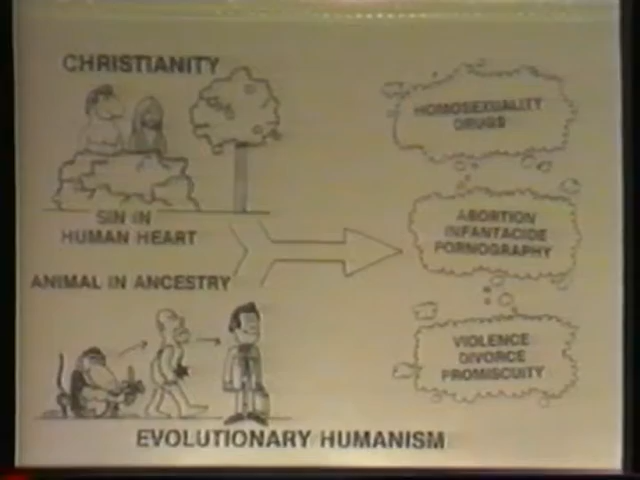 CHRISTIANITY
SIN IN
HUMAN HEART
ANIMAL IN ANCESTRY
EVOLUTIONARY HUMANISM
HOMOSEXUALITY
DRUGS
ABORTION
INFANTACIDE
PORNOGRAPHY
VIOLENCE
DIVORCE
PROMISCUITY